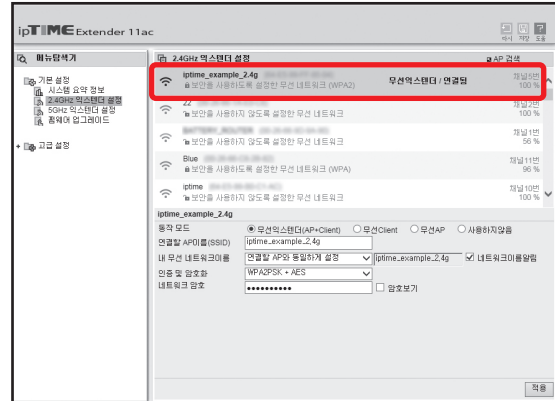 ipTIME Extender 11ac
캐시 저장 도움
메뉴탐색기
기본 설정
시스템 요약 정보
2.4GHz 익스텐더 설정
5GHz 익스텐더 설정
펌웨어 업그레이드
고급 설정
2.4GHz 익스텐더 설정
AP 검색
iptime_example_2.4g
보안을 사용하도록 설정한 무선 네트워크 (WPA2)
무선익스텐더 / 연결됨
채널5번
100 %
22
보안을 사용하지 않도록 설정한 무선 네트워크
채널2번
100 %
보안을 사용하지 않도록 설정한 무선 네트워크
채널1번
56 %
Blue
보안을 사용하도록 설정한 무선 네트워크 (WPA)
채널11번
96 %
iptime
보안을 사용하지 않도록 설정한 무선 네트워크
채널10번
100 %
iptime_example_2.4g
동작 모드
무선익스텐더(AP+Client) 무선Client 무선AP 사용하지않음
연결할 AP이름(SSID) iptime_example_2.4g
내 무선 네트워크이름 연결할 AP와 동일하게 설정 iptime_example_2.4g 네트워크이름알림
인증 및 암호화 WPA2PSK + AES
네트워크 암호 •••••••••• 암호보기
적용